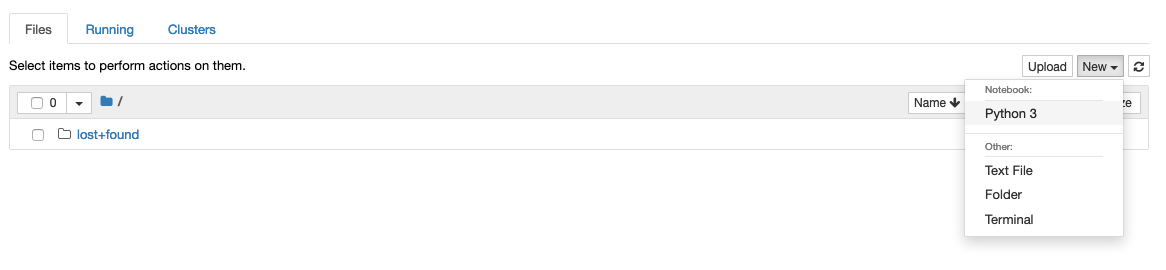 Files Running Clusters
Select items to perform actions on them.
Upload New
0 / Name
Notebook:
Python 3
lost+found
Other:
Text File
Folder
Terminal